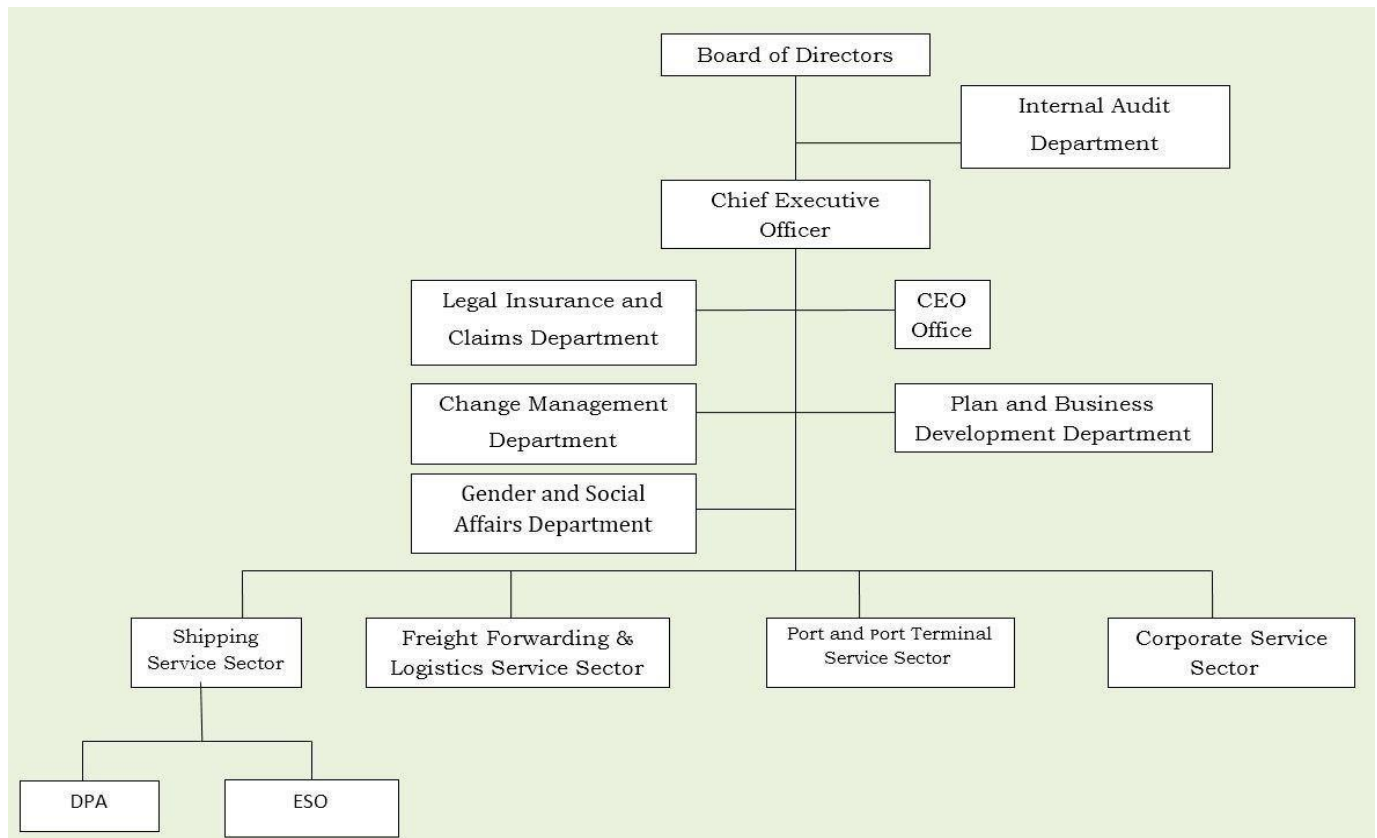 Board of Directors
Internal Audit
Department
Chief Executive
Officer
Legal Insurance and
Claims Department
CEO
Office
Change Management
Department
Plan and Business
Development Department
Gender and Social
Affairs Department
Shipping
Service Sector
Freight Forwarding &
Logistics Service Sector
Port and Port Terminal
Service Sector
Corporate Service
Sector
DPA
ESO